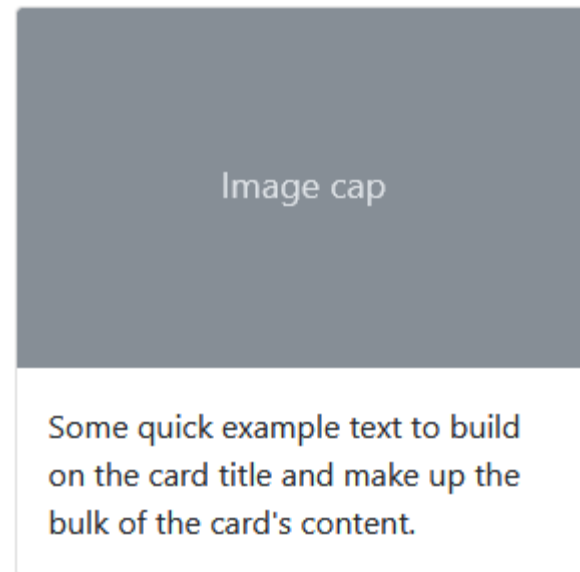 Image cap
Some quick example text to build
on the card title and make up the
bulk of the card's content.